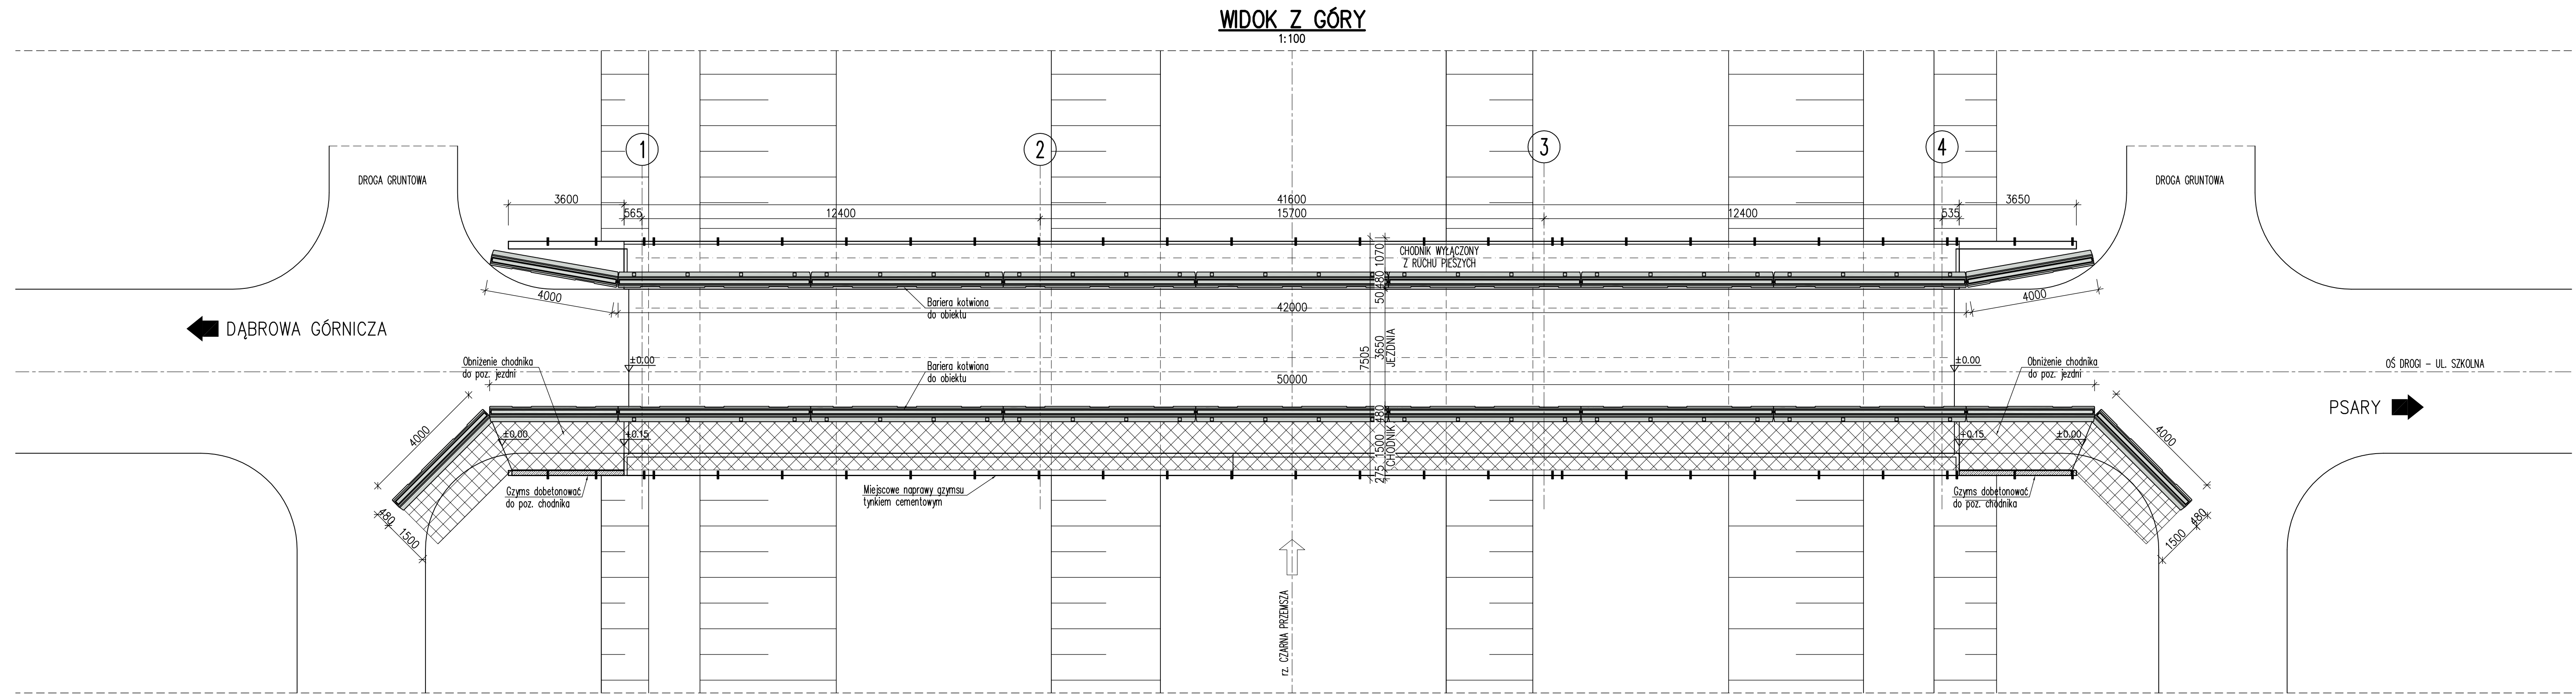 WIDOK Z GÓRY
1:100
1
2
3
4
DROGA GRUNTOWA
DROGA GRUNTOWA
3600
41600
3650
565
12400
15700
12400
535
CHODNIK WYŁĄCZONY
Z RUCHU PIESZYCH
1070
480
50
4000
4000
Bariera kotwiona
do obiektu
42000
DĄBROWA GÓRNICZA
7505
3650
JEZDNIA
Obniżenie chodnika
do poz. jezdni
±0.00
Bariera kotwiona
do obiektu
±0.00
Obniżenie chodnika
do poz. jezdni
OŚ DROGI - UL. SZKOLNA
50000
PSARY
4000
±0.00
+0.15
480
1500
CHODNIK
275
+0.15
±0.00
4000
Gzyms dobetonować
do poz. chodnika
Miejscowe naprawy gzymsu
tynkiem cementowym
Gzyms dobetonować
do poz. chodnika
480
1500
480
1500
rz. CZARNA PRZEMSZA